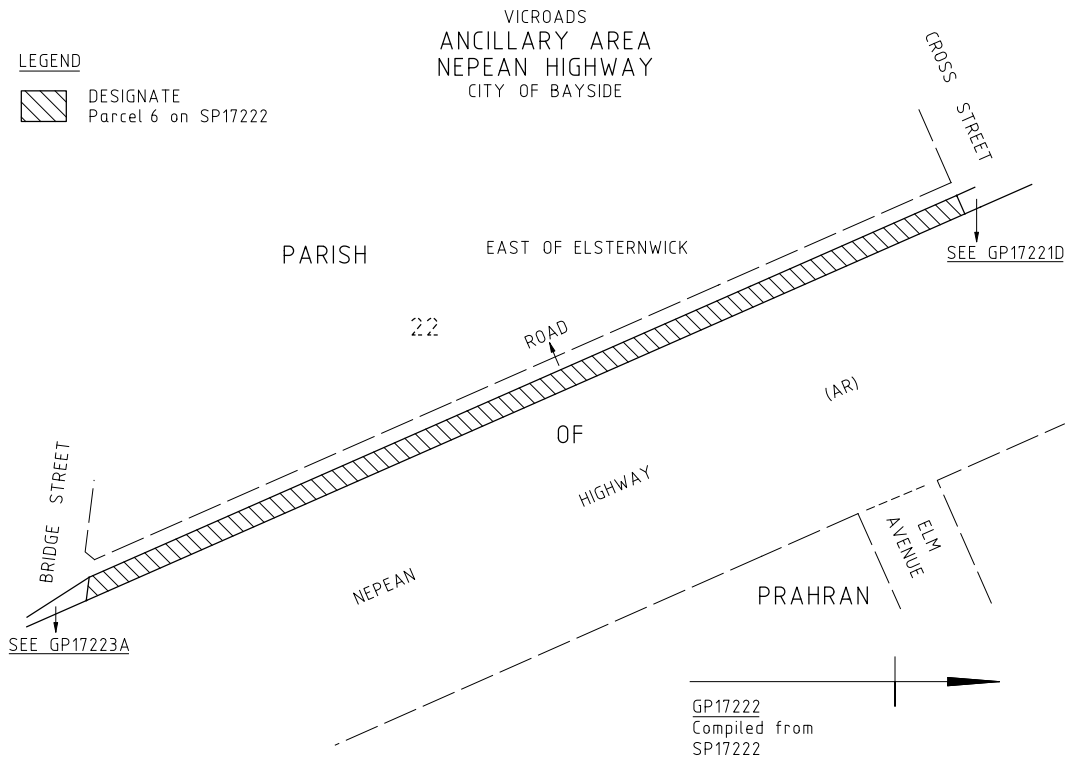 VICROADS
ANCILLARY AREA
NEPEAN HIGHWAY
CITY OF BAYSIDE
LEGEND
DESIGNATE
Parcel 6 on SP17222
CROSS STREET
PARISH
EAST OF ELSTERNWICK
SEE GP17221D
22
ROAD
(AR)
OF
HIGHWAY
BRIDGE STREET
NEPEAN
ELM
AVENUE
PRAHRAN
SEE GP17223A
GP17222
Compiled from
SP17222